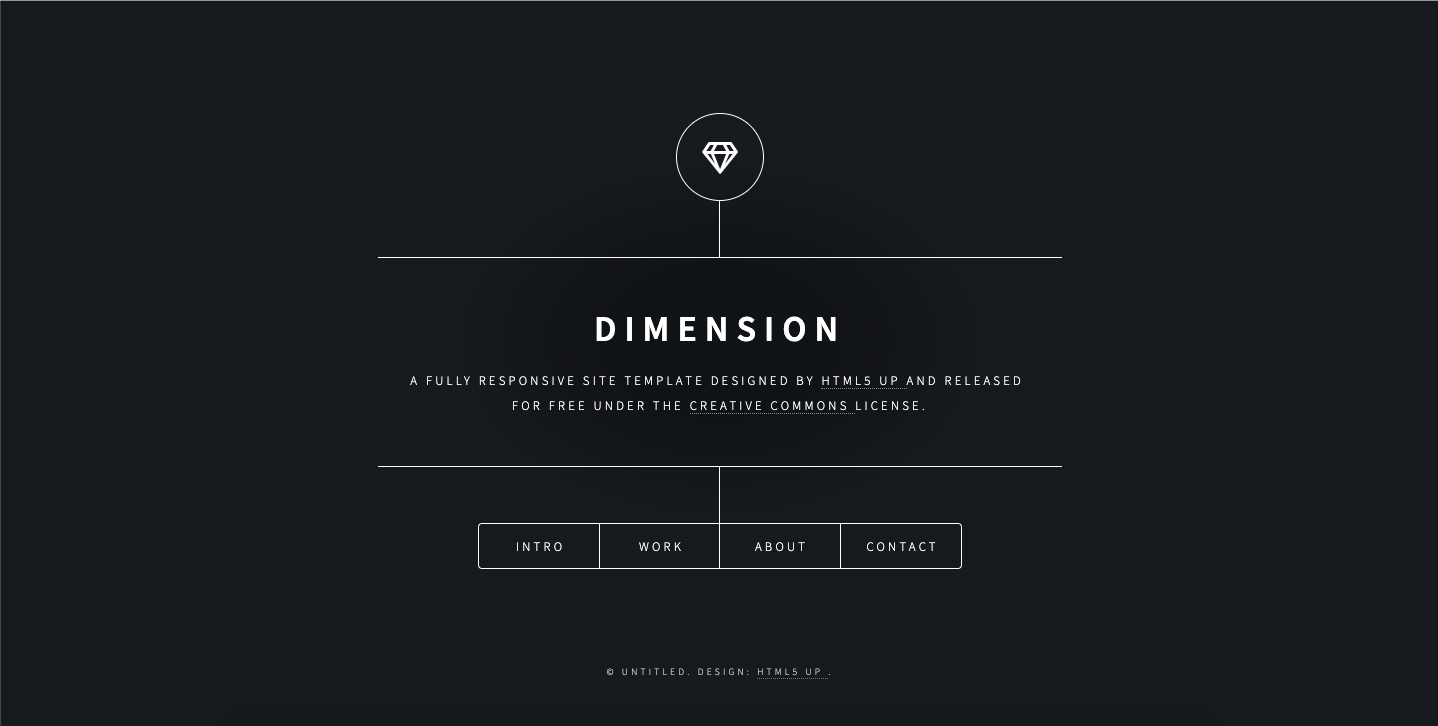 DIMENSION
A FULLY RESPONSIVE SITE TEMPLATE DESIGNED BY HTML5 UP AND RELEASED
FOR FREE UNDER THE CREATIVE COMMONS LICENSE.
INTRO WORK ABOUT CONTACT
© UNTITLED. DESIGN: HTML5 UP .